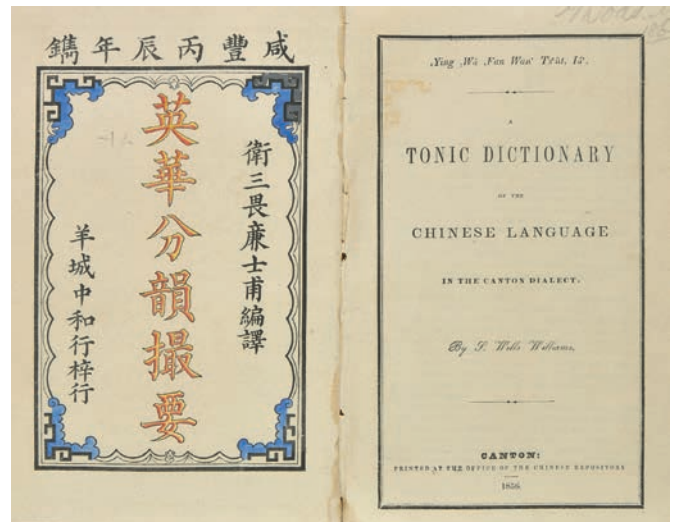 咸豐丙辰年鐫
衛三畏廉士甫編譯
英華分韻撮要
羊城中和行梓行
Ying Wá Fan Wan' Ts'üt, Iú'.
A
TONIC DICTIONARY
OF THE
CHINESE LANGUAGE
IN THE CANTON DIALECT.
By S. Wells Williams.
CANTON:
PRINTED AT THE OFFICE OF THE CHINESE REPOSITORY
1856.